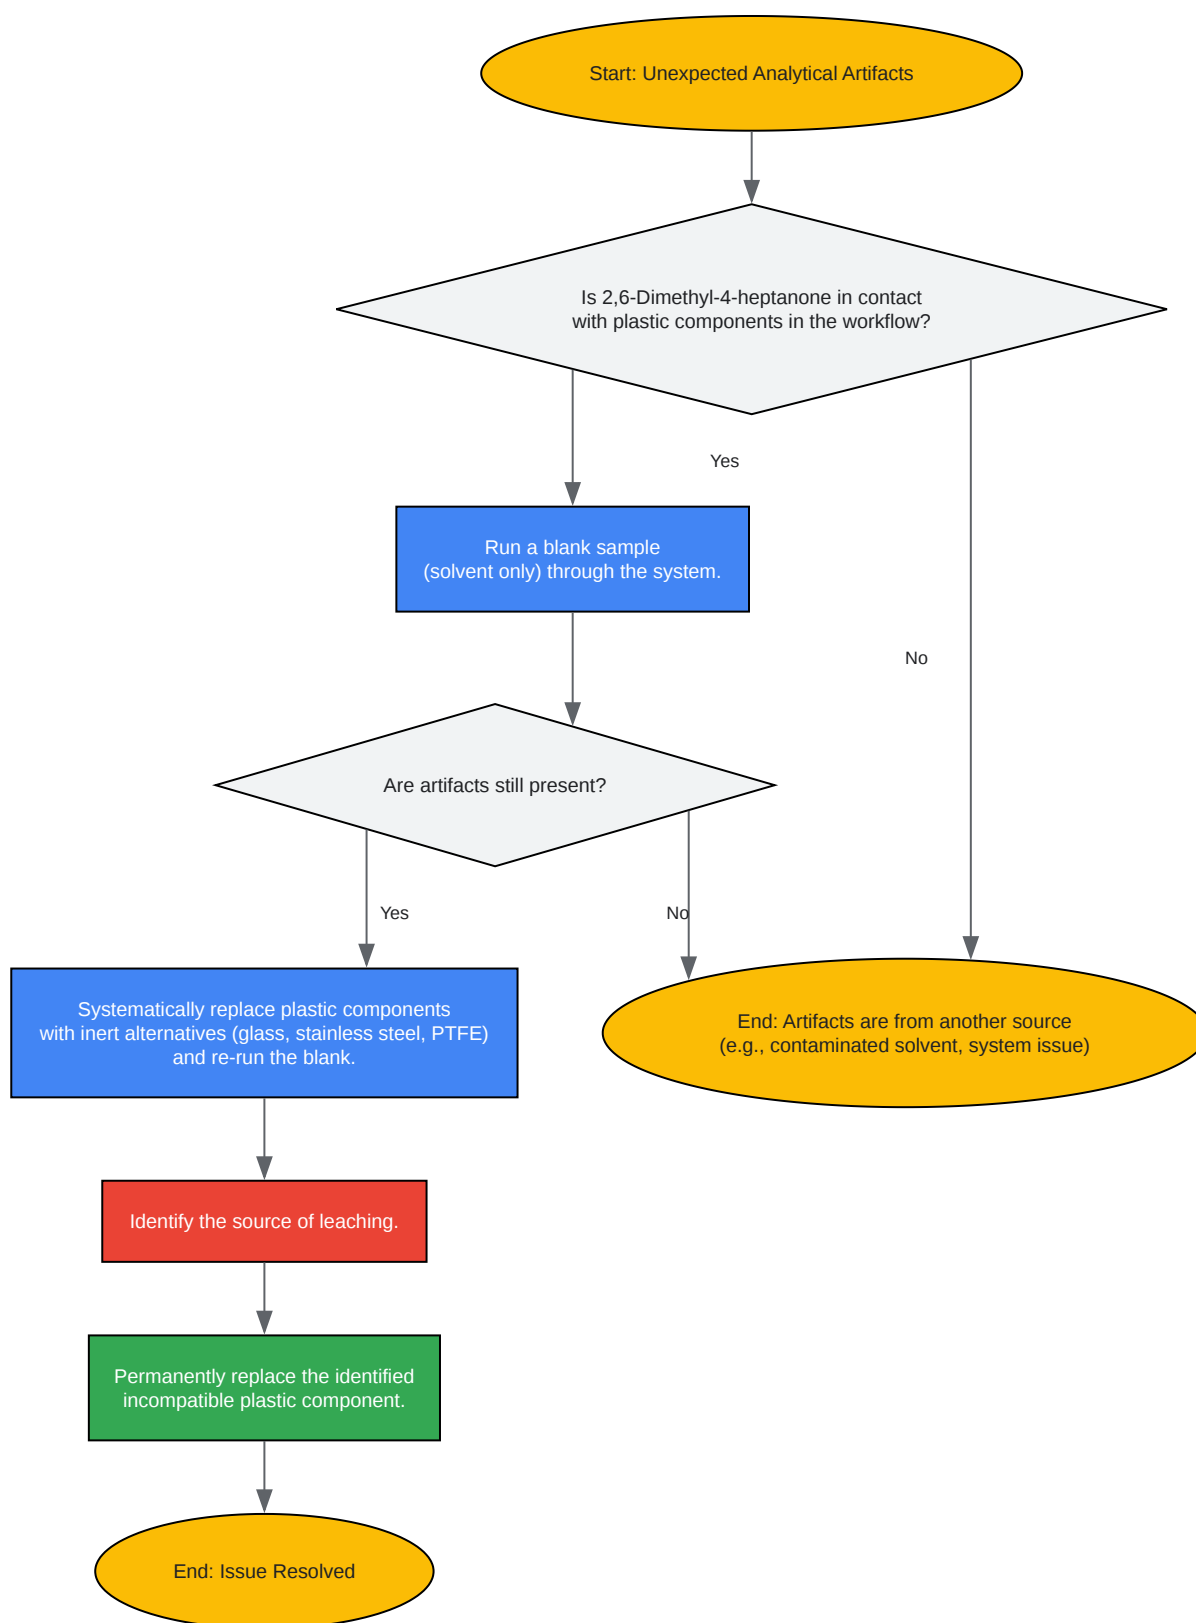 Start: Unexpected Analytical Artifacts
Is 2,6-Dimethyl-4-heptanone in contact
with plastic components in the workflow?
Yes
Run a blank sample
(solvent only) through the system.
No
Are artifacts still present?
Yes
No
Systematically replace plastic components
with inert alternatives (glass, stainless steel, PTFE)
and re-run the blank.
End: Artifacts are from another source
(e.g., contaminated solvent, system issue)
Identify the source of leaching.
Permanently replace the identified
incompatible plastic component.
End: Issue Resolved